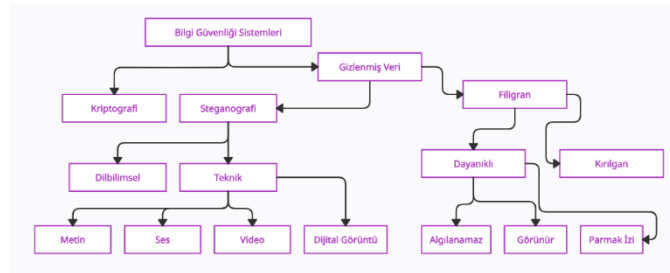 Bilgi Güvenliği Sistemleri
Gizlenmiş Veri
Kriptografi
Steganografi
Filigran
Dilbilimsel
Teknik
Dayanıklı
Kırılgan
Metin
Ses
Video
Dijital Görüntü
Algılanamaz
Görünür
Parmak İzi